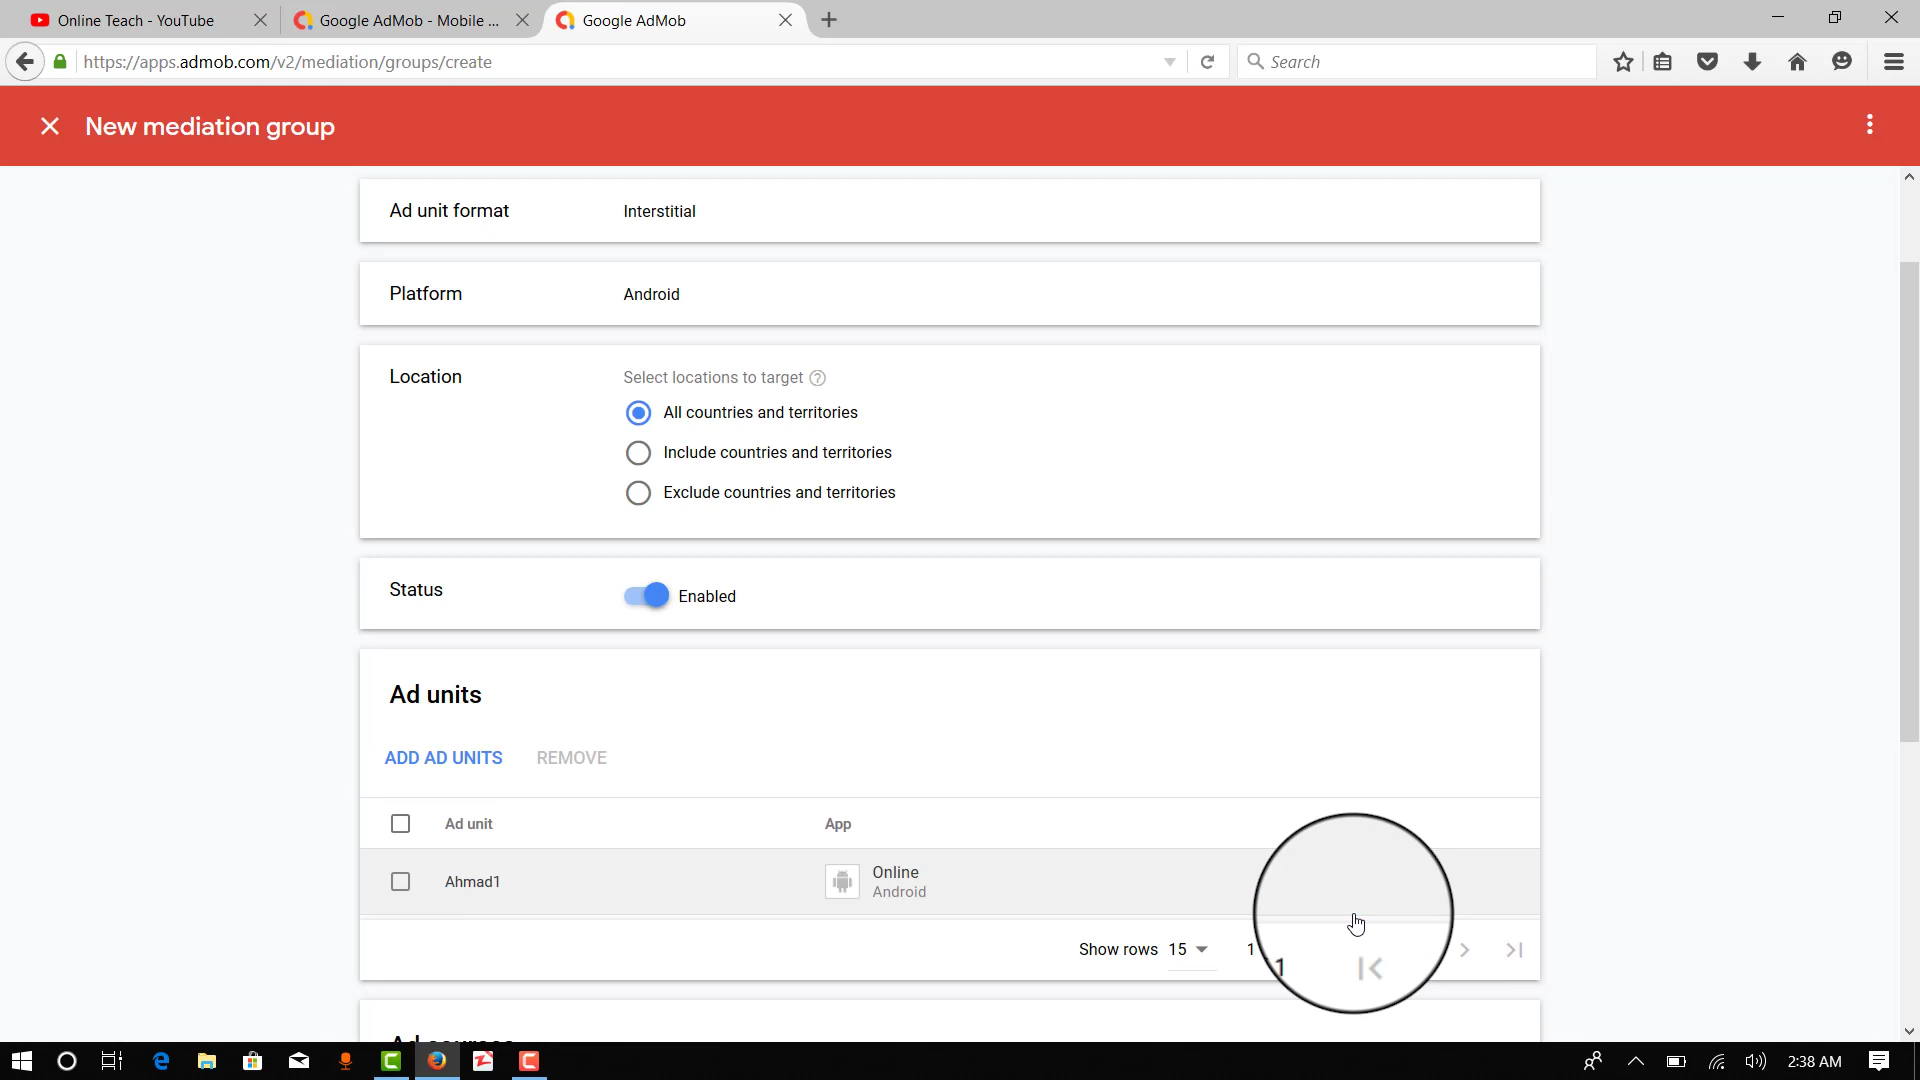 Online Teach - YouTube
Google AdMob - Mobile ...
Google AdMob
https://apps.admob.com/v2/mediation/groups/create
Search
New mediation group
Ad unit format
Interstitial
Platform
Android
Location
Select locations to target
All countries and territories
Include countries and territories
Exclude countries and territories
Status
Enabled
Ad units
ADD AD UNITS
REMOVE
Ad unit
App
Ahmad1
Online
Android
Show rows
15
1
1
2:38 AM